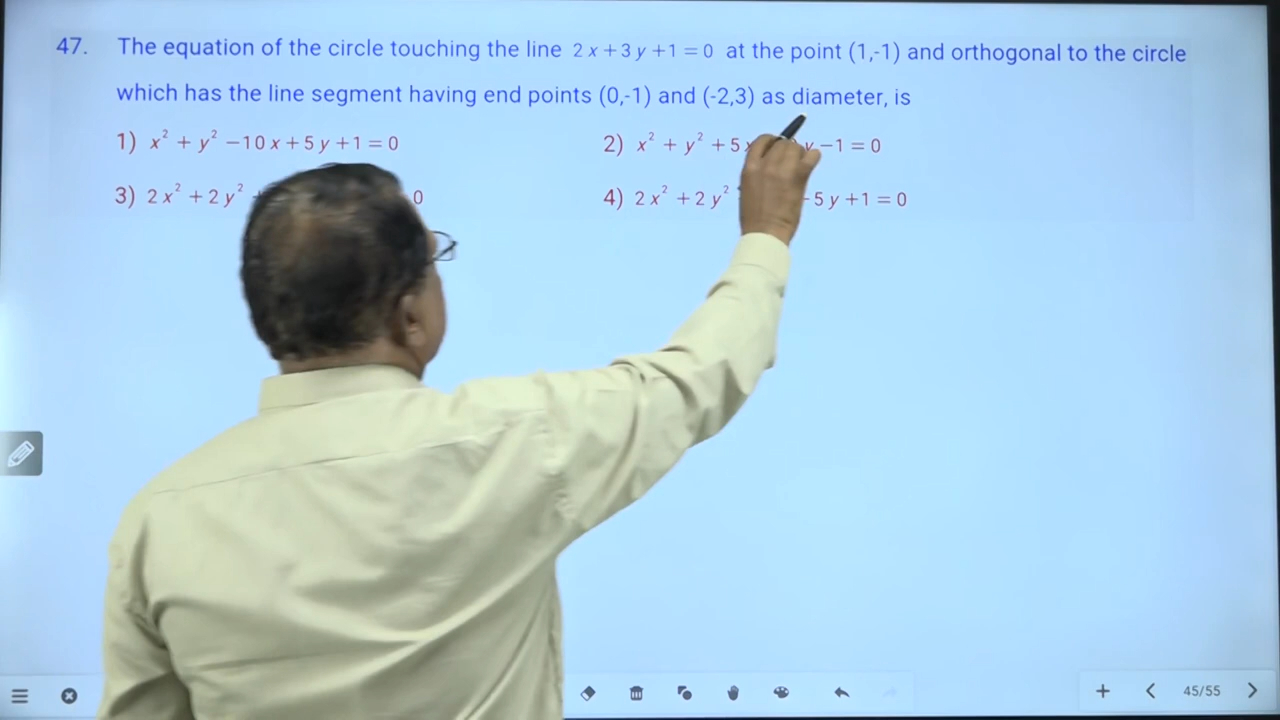 47. The equation of the circle touching the line 2x+3y+1=0 at the point (1,-1) and orthogonal to the circle
which has the line segment having end points (0,-1) and (-2,3) as diameter, is
1) x² + y² −10x+5y+1=0
2) x² + y² +5x y−1=0
3) 2x² +2y² 0
4) 2x² +2y² 5y+1=0
45/55